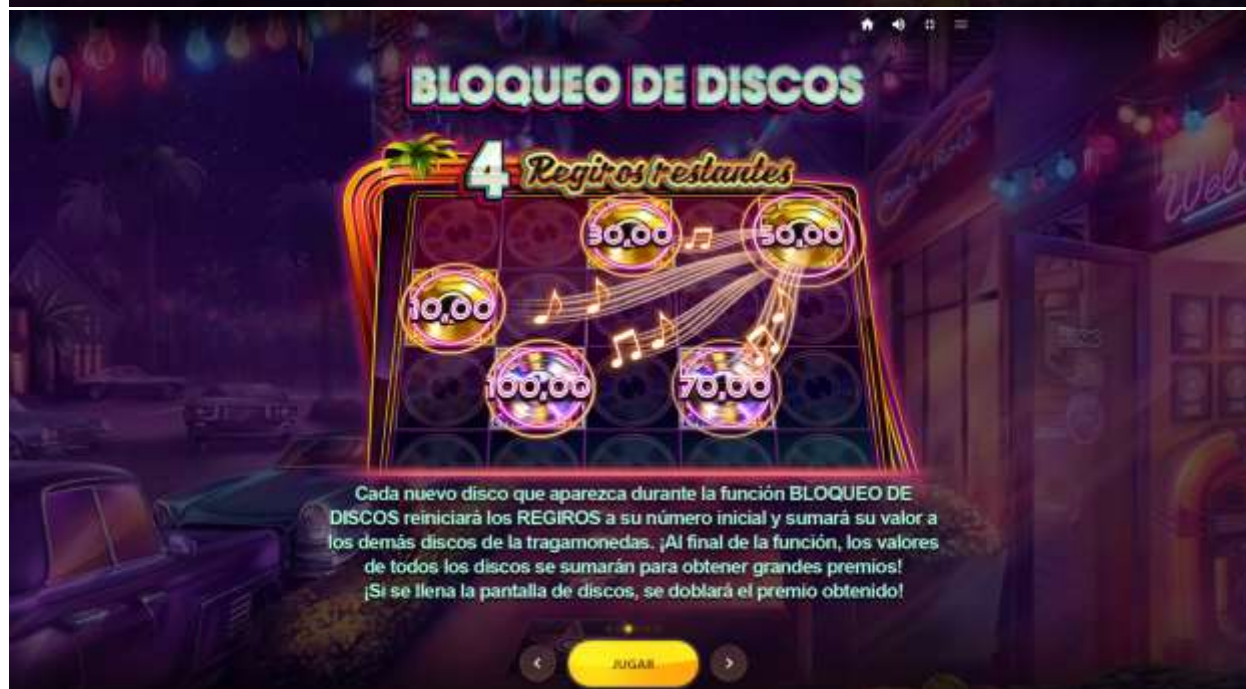 BLOQUEO DE DISCOS
4 Regiros restantes
30,00
50,00
10,00
100,00
70,00
Cada nuevo disco que aparezca durante la función BLOQUEO DE
DISCOS reiniciará los REGIROS a su número inicial y sumará su valor a
los demás discos de la tragamonedas. ¡Al final de la función, los valores
de todos los discos se sumarán para obtener grandes premios!
¡Si se llena la pantalla de discos, se doblará el premio obtenido!
JUGAR